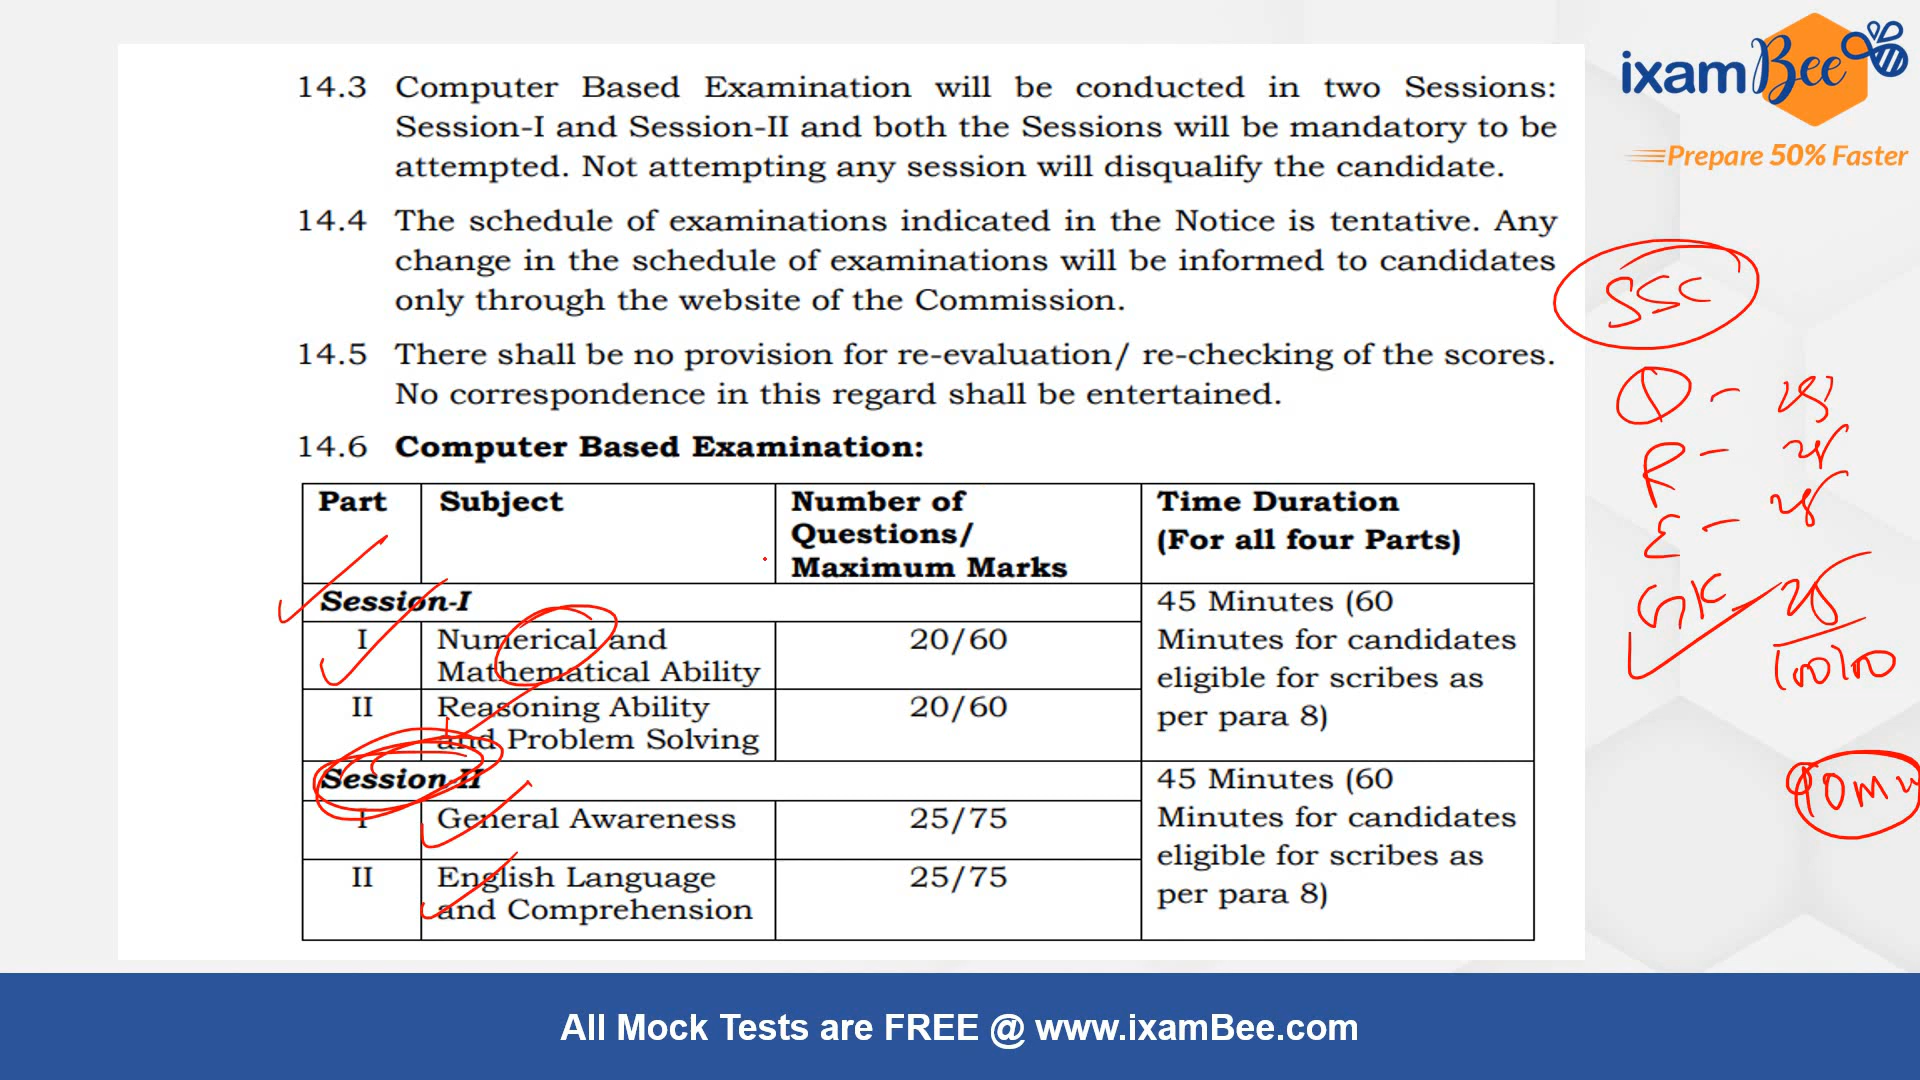 ixamBee
Prepare 50% Faster
14.3 Computer Based Examination will be conducted in two Sessions:
Session-I and Session-II and both the Sessions will be mandatory to be
attempted. Not attempting any session will disqualify the candidate.
14.4 The schedule of examinations indicated in the Notice is tentative. Any
change in the schedule of examinations will be informed to candidates
only through the website of the Commission.
14.5 There shall be no provision for re-evaluation/ re-checking of the scores.
No correspondence in this regard shall be entertained.
14.6 Computer Based Examination:
Part Subject Number of Questions/ Maximum Marks Time Duration (For all four Parts)
Session-I 45 Minutes (60 Minutes for candidates eligible for scribes as per para 8)
I Numerical and Mathematical Ability 20/60
II Reasoning Ability and Problem Solving 20/60
Session-II 45 Minutes (60 Minutes for candidates eligible for scribes as per para 8)
I General Awareness 25/75
II English Language and Comprehension 25/75
SSC
R - 25
E - 25
GK 25
All Mock Tests are FREE @ www.ixamBee.com